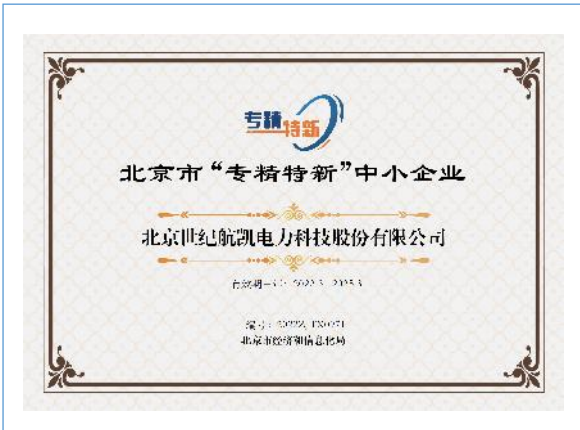 专精特新
北京市“专精特新”中小企业
北京世纪航凯电力科技股份有限公司
北京市经济和信息化局